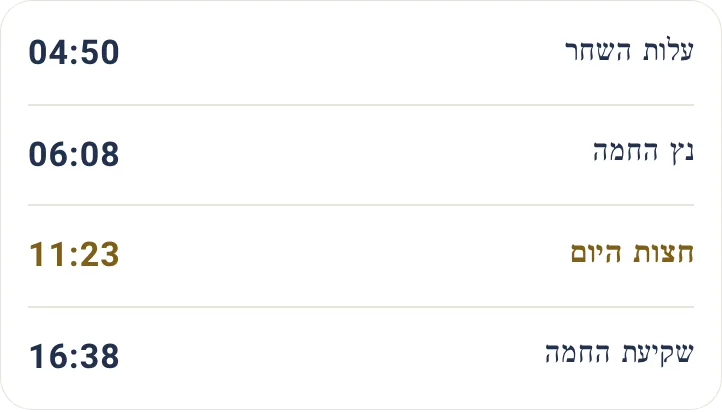 עלות השחר 04:50
נץ החמה 06:08
חצות היום 11:23
שקיעת החמה 16:38